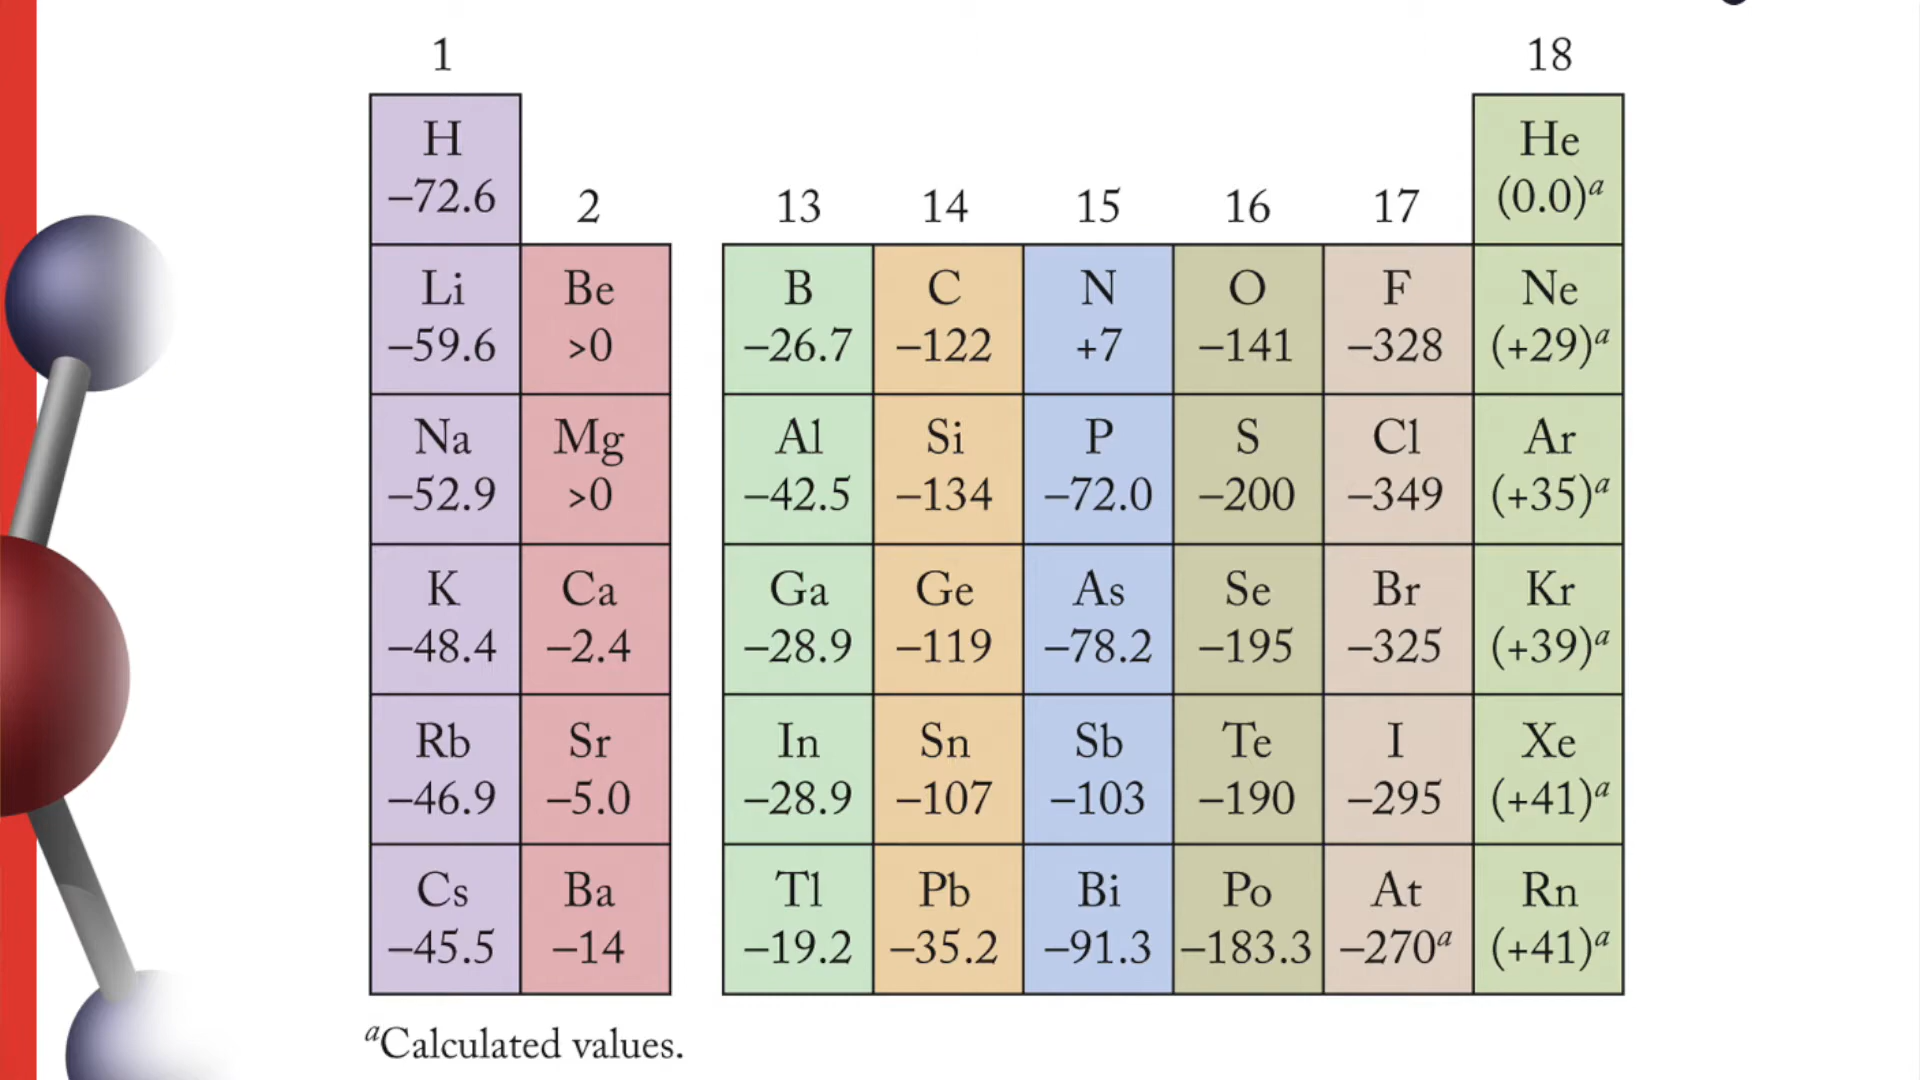 1 18
H He
−72.6 2 13 14 15 16 17 (0.0)ᵃ
Li Be B C N O F Ne
−59.6 >0 −26.7 −122 +7 −141 −328 (+29)ᵃ
Na Mg Al Si P S Cl Ar
−52.9 >0 −42.5 −134 −72.0 −200 −349 (+35)ᵃ
K Ca Ga Ge As Se Br Kr
−48.4 −2.4 −28.9 −119 −78.2 −195 −325 (+39)ᵃ
Rb Sr In Sn Sb Te I Xe
−46.9 −5.0 −28.9 −107 −103 −190 −295 (+41)ᵃ
Cs Ba Tl Pb Bi Po At Rn
−45.5 −14 −19.2 −35.2 −91.3 −183.3 −270ᵃ (+41)ᵃ
ᵃCalculated values.